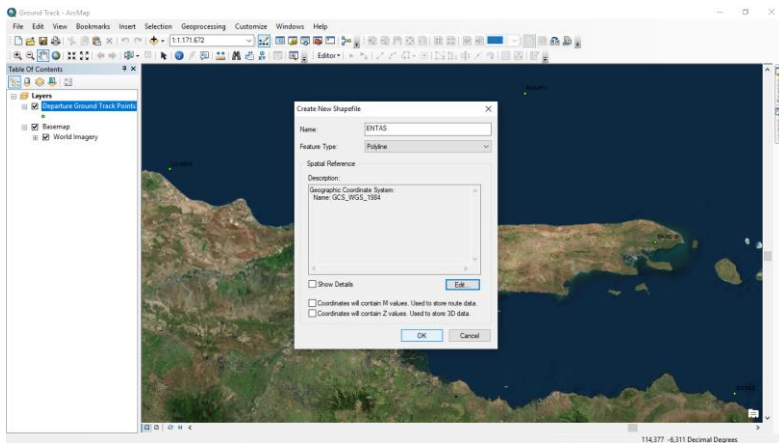 Ground Track - ArcMap
File Edit View Bookmarks Insert Selection Geoprocessing Customize Windows Help
1:1.171.672
Editor
Table Of Contents
Layers
Departure Ground Track Points
Basemap
World Imagery
Create New Shapefile
Name: ENTAS
Feature Type: Polyline
Spatial Reference
Description:
Geographic Coordinate System:
Name: GCS_WGS_1984
Show Details
Edit...
Coordinates will contain M values. Used to store route data.
Coordinates will contain Z values. Used to store 3D data.
OK Cancel
114,377 -6,311 Decimal Degrees